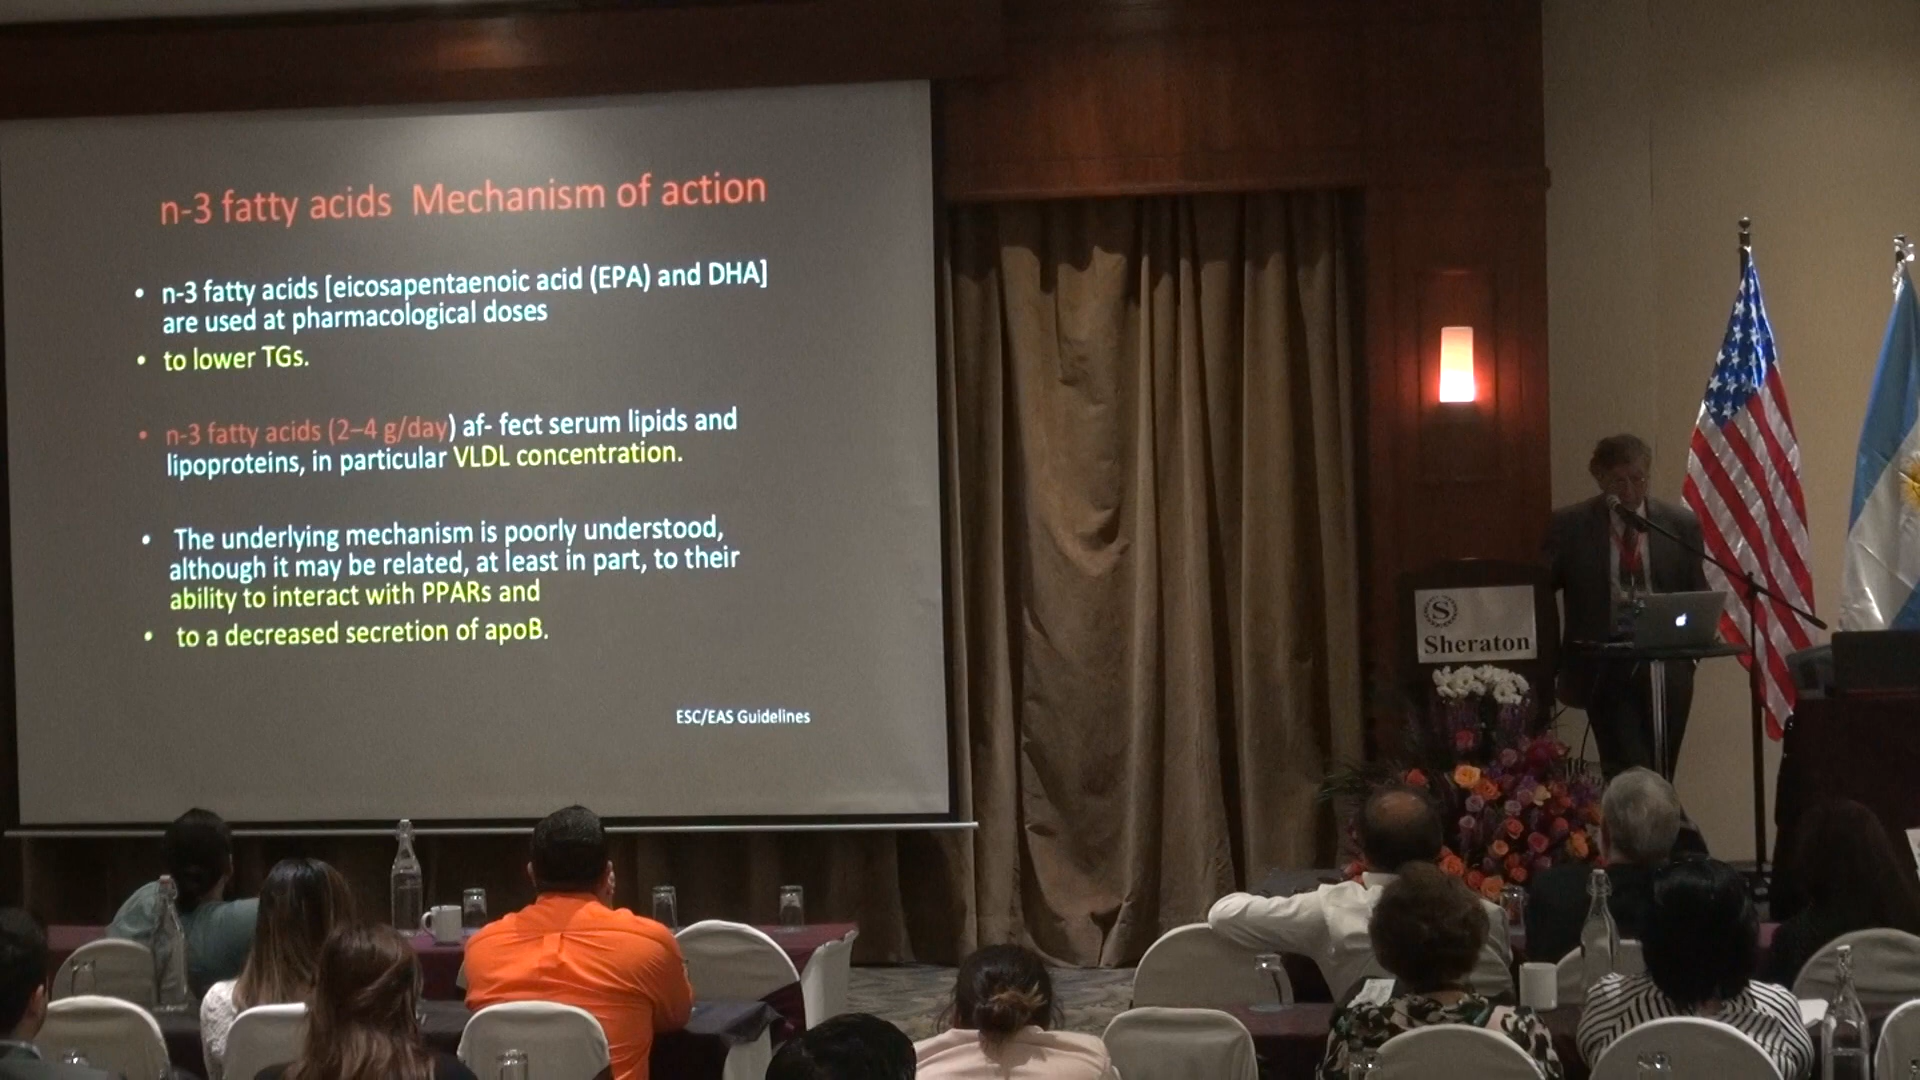 n-3 fatty acids  Mechanism of action
• n-3 fatty acids [eicosapentaenoic acid (EPA) and DHA]
are used at pharmacological doses
• to lower TGs.
• n-3 fatty acids (2–4 g/day) af- fect serum lipids and
lipoproteins, in particular VLDL concentration.
• The underlying mechanism is poorly understood,
although it may be related, at least in part, to their
ability to interact with PPARs and
• to a decreased secretion of apoB.
ESC/EAS Guidelines
S
Sheraton